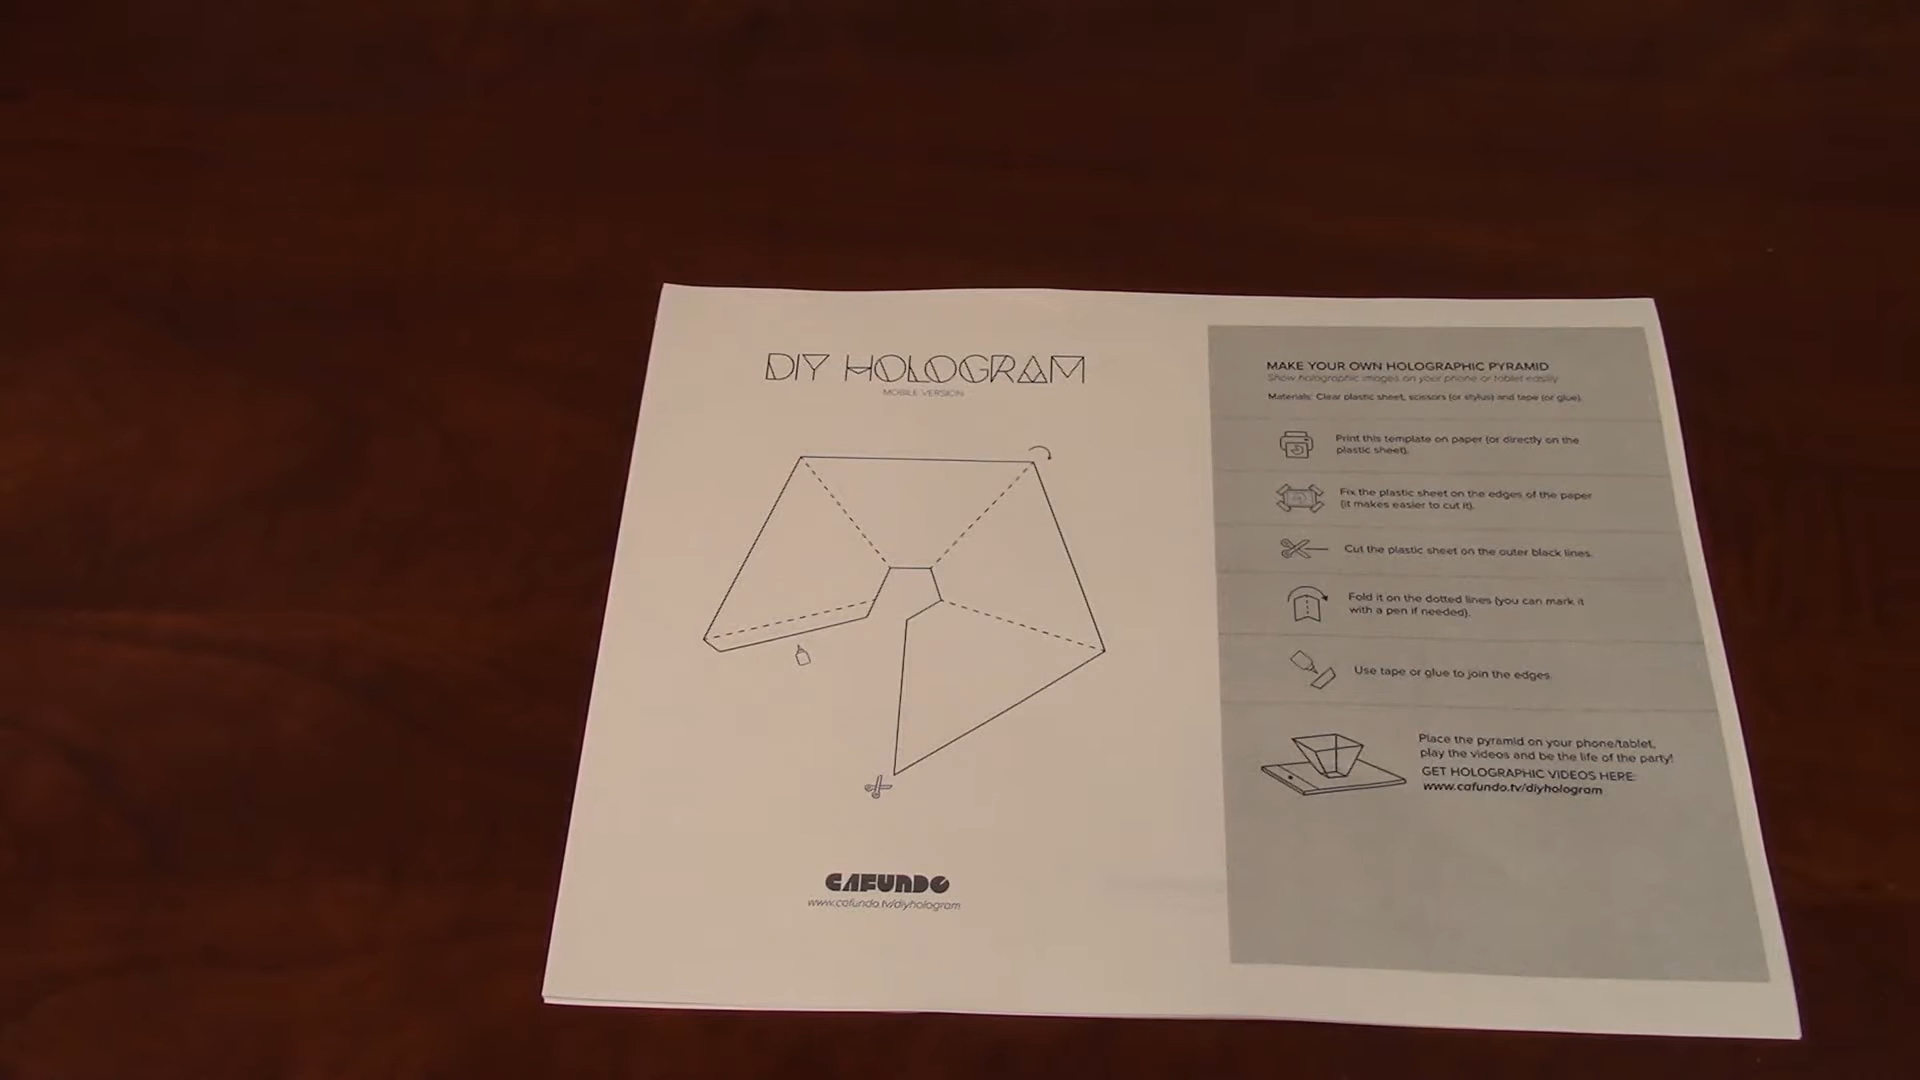 DIY HOLOGRAM
MOBILE VERSION
CAFUNDO
www.cafundo.tv/diyhologram
MAKE YOUR OWN HOLOGRAPHIC PYRAMID
Show holographic images on your phone or tablet easily
Materials: Clear plastic sheet, scissors (or stylus) and tape (or glue).
Print this template on paper (or directly on the
plastic sheet).
Fix the plastic sheet on the edges of the paper
(it makes easier to cut it).
Cut the plastic sheet on the outer black lines.
Fold it on the dotted lines (you can mark it
with a pen if needed).
Use tape or glue to join the edges.
Place the pyramid on your phone/tablet,
play the videos and be the life of the party!
GET HOLOGRAPHIC VIDEOS HERE:
www.cafundo.tv/diyhologram